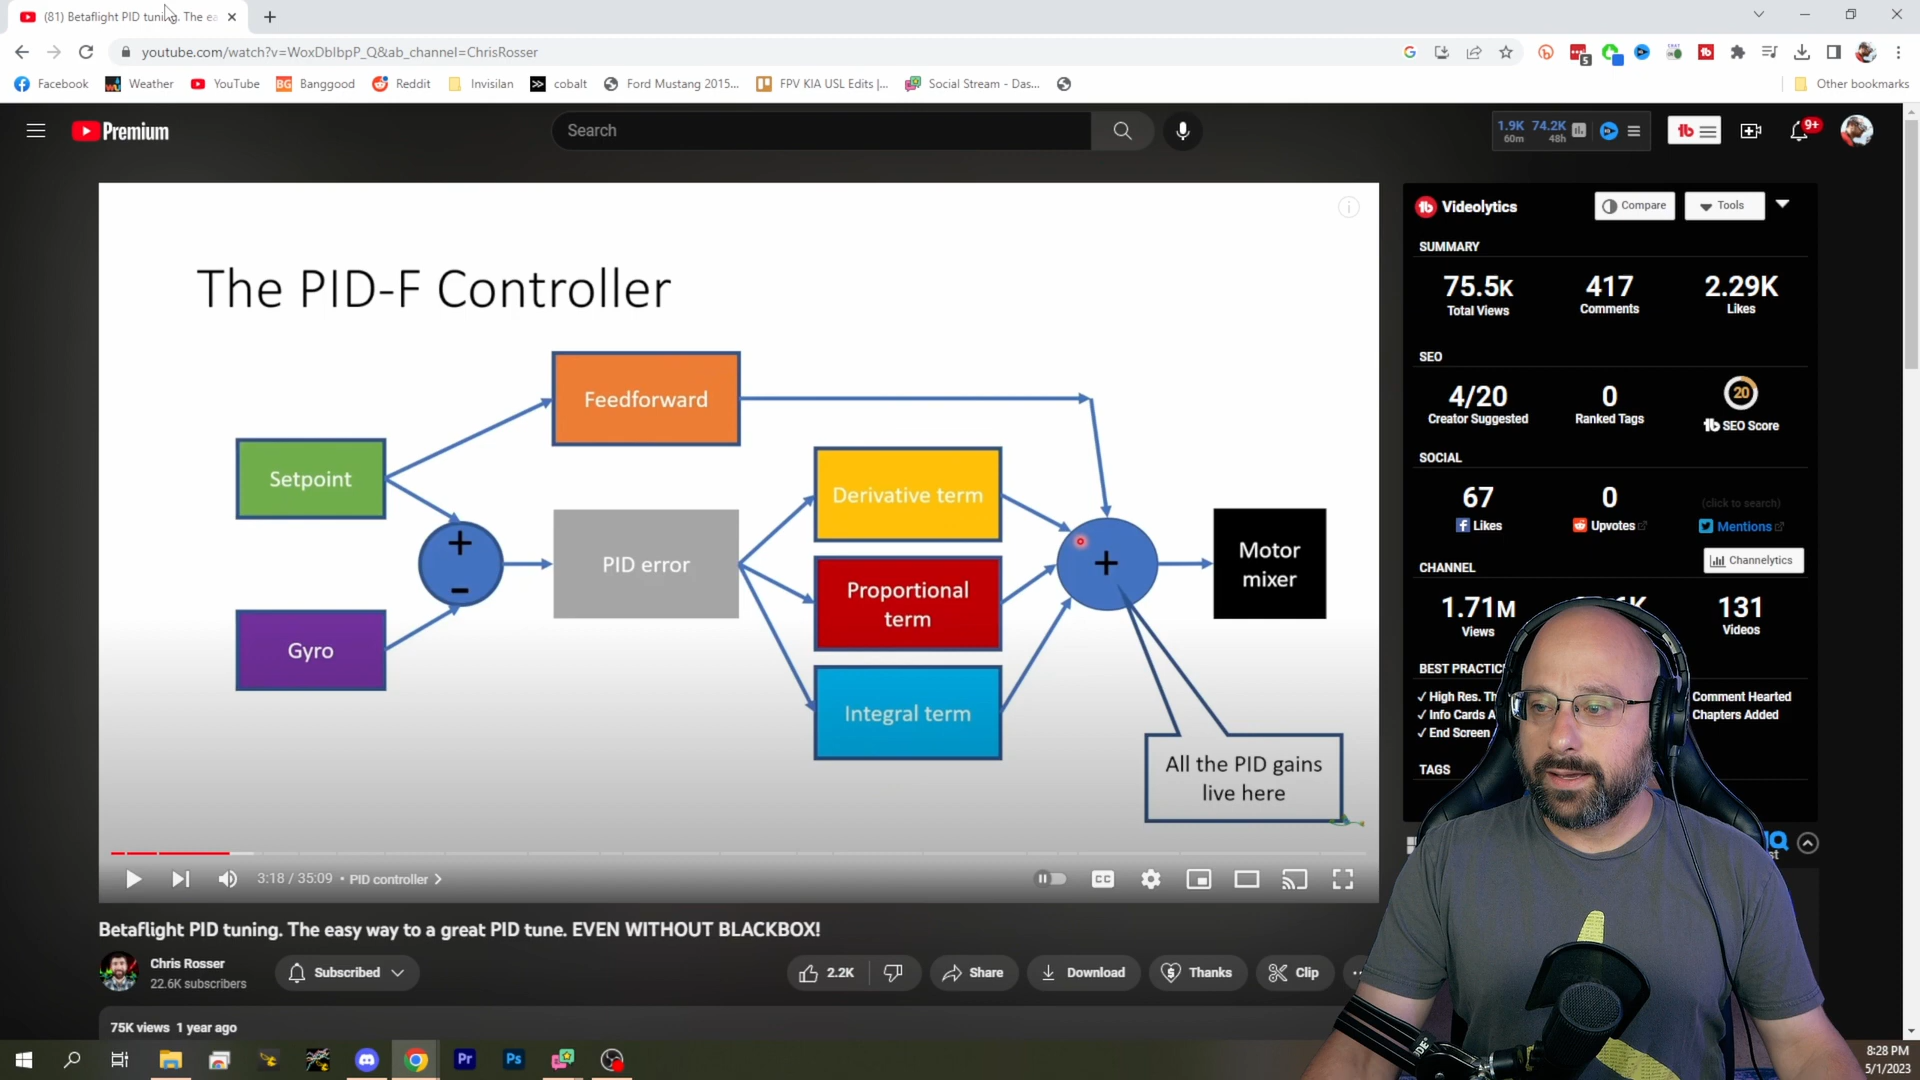 (81) Betaflight PID tuning. The ea
youtube.com/watch?v=WoxDbIbpP_Q&ab_channel=ChrisRosser
Facebook
Weather
YouTube
BG
Banggood
Reddit
Invisilan
cobalt
Ford Mustang 2015...
FPV KIA USL Edits |...
Social Stream - Das...
Other bookmarks
Premium
Search
1.9K 74.2K
60m 48h
9+
The PID-F Controller
Feedforward
Setpoint
Derivative term
+
-
PID error
+
Motor
mixer
Proportional
term
Gyro
Integral term
All the PID gains
live here
3:18 / 35:09 • PID controller >
CC
Videolytics
Compare
Tools
SUMMARY
75.5K
Total Views
417
Comments
2.29K
Likes
SEO
4/20
Creator Suggested
0
Ranked Tags
20
SEO Score
SOCIAL
67
Likes
0
Upvotes
(click to search)
Mentions
Channelytics
CHANNEL
1.71M
Views
131
Videos
BEST PRACTIC
✓ High Res. Th
✓ Info Cards A
✓ End Screen
Comment Hearted
Chapters Added
TAGS
Betaflight PID tuning. The easy way to a great PID tune. EVEN WITHOUT BLACKBOX!
Chris Rosser
22.6K subscribers
Subscribed
2.2K
Share
Download
Thanks
Clip
75K views 1 year ago
Pr
Ps
8:28 PM
5/1/2023